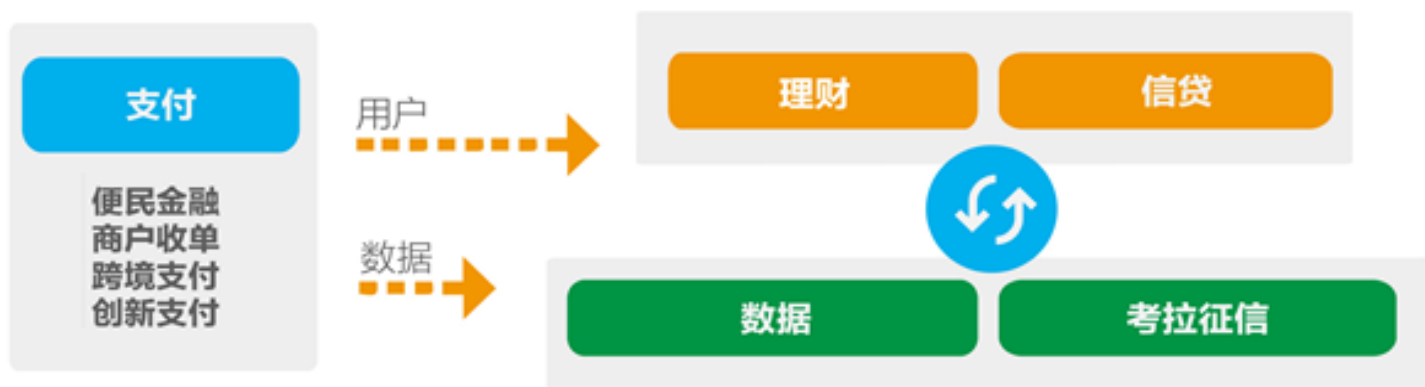 支付
便民金融
商户收单
跨境支付
创新支付
用户
数据
理财
信贷
数据
考拉征信